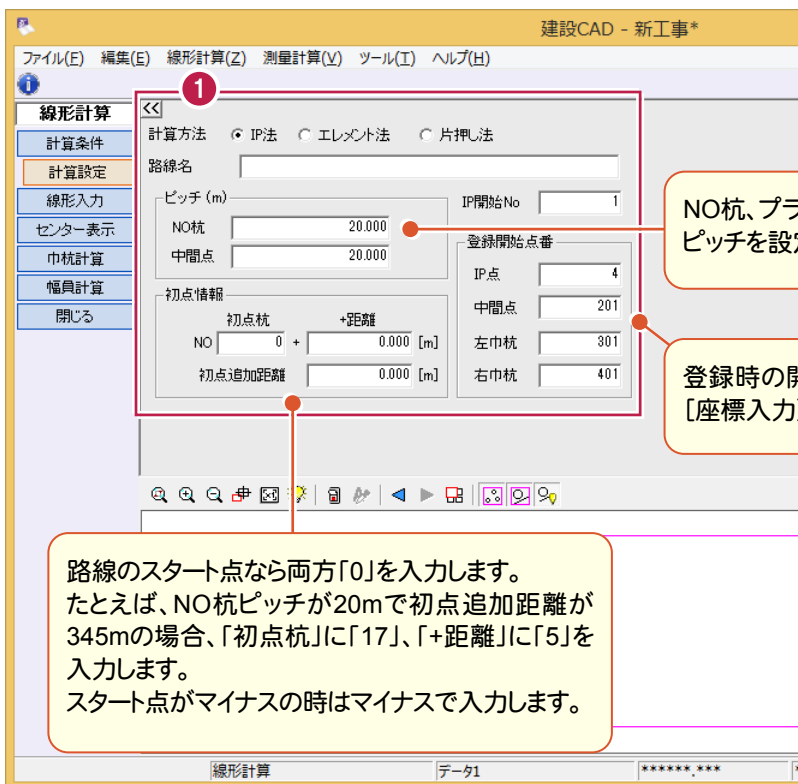 建設CAD - 新工事*
ファイル(F) 編集(E) 線形計算(Z) 測量計算(V) ツール(T) ヘルプ(H)
1
線形計算
計算条件
計算設定
線形入力
センター表示
巾杭計算
幅員計算
閉じる
<<
計算方法 IP法 エレメント法 片押し法
路線名
ピッチ (m)
NO杭 20.000
中間点 20.000
IP開始No 1
登録開始点番
IP点 4
中間点 201
左巾杭 301
右巾杭 401
初点情報
初点杭 +距離
NO 0 + 0.000 [m]
初点追加距離 0.000 [m]
NO杭、プラ
ピッチを設
登録時の
[座標入力
路線のスタート点なら両方「0」を入力します。
たとえば、NO杭ピッチが20mで初点追加距離が
345mの場合、「初点杭」に「17」、「+距離」に「5」を
入力します。
スタート点がマイナスの時はマイナスで入力します。
線形計算 データ1 ******.*** *